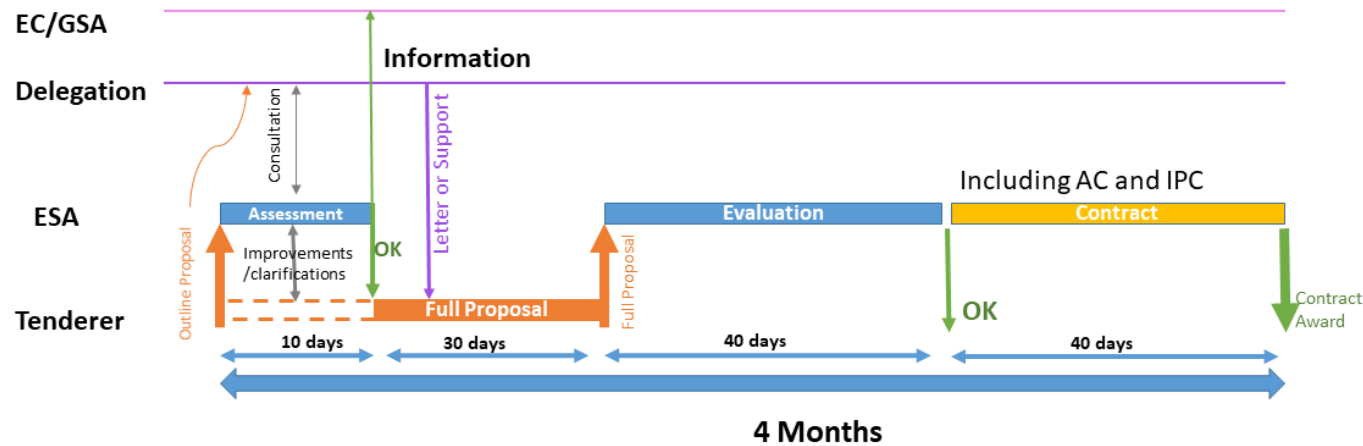 EC/GSA
Information
Delegation
Consultation
Letter or Support
Including AC and IPC
ESA
Assessment
Evaluation
Contract
Outline Proposal
Improvements
/clarifications
OK
Full Proposal
Full Proposal
Tenderer
OK
Contract
Award
10 days
30 days
40 days
40 days
4 Months